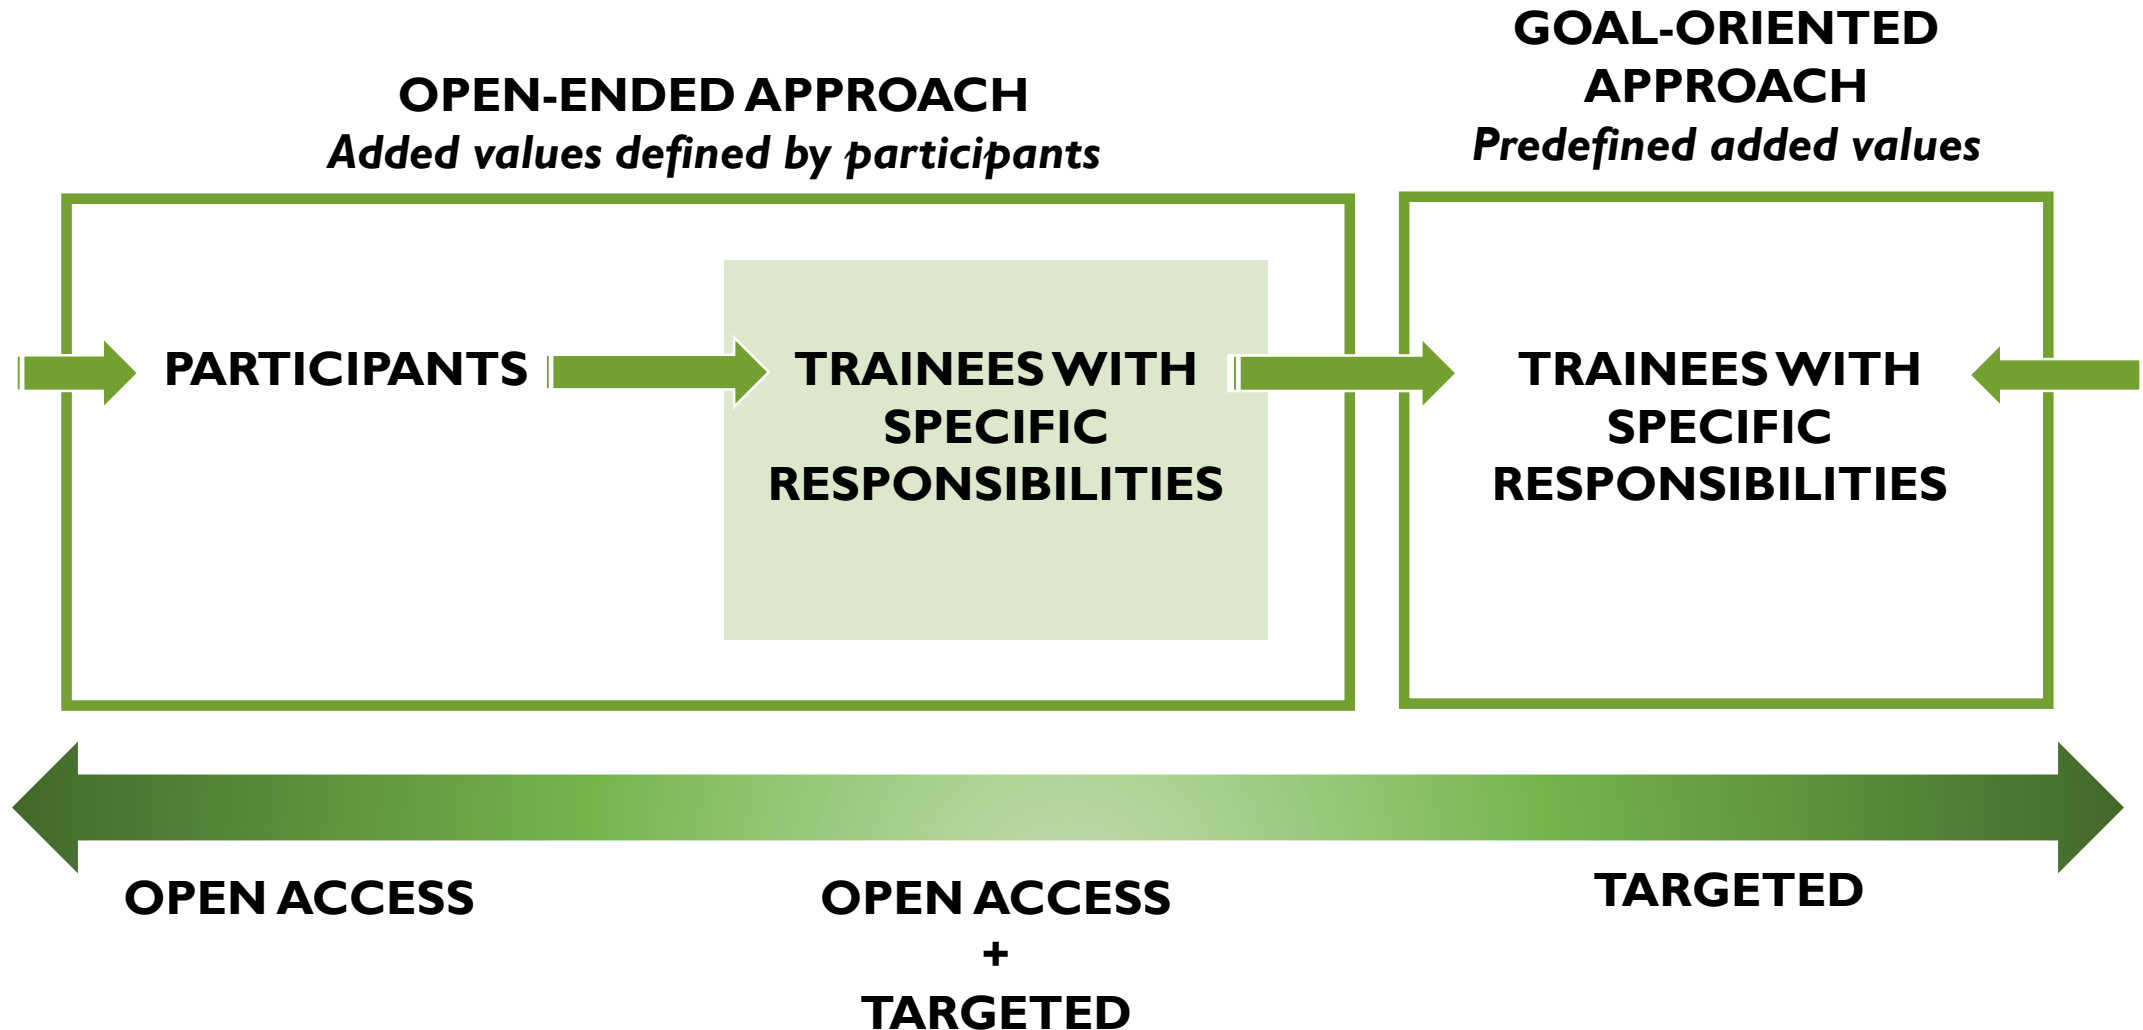 OPEN-ENDED APPROACH
Added values defined by participants
GOAL-ORIENTED
APPROACH
Predefined added values
PARTICIPANTS
TRAINEES WITH
SPECIFIC
RESPONSIBILITIES
TRAINEES WITH
SPECIFIC
RESPONSIBILITIES
OPEN ACCESS
OPEN ACCESS
+
TARGETED
TARGETED